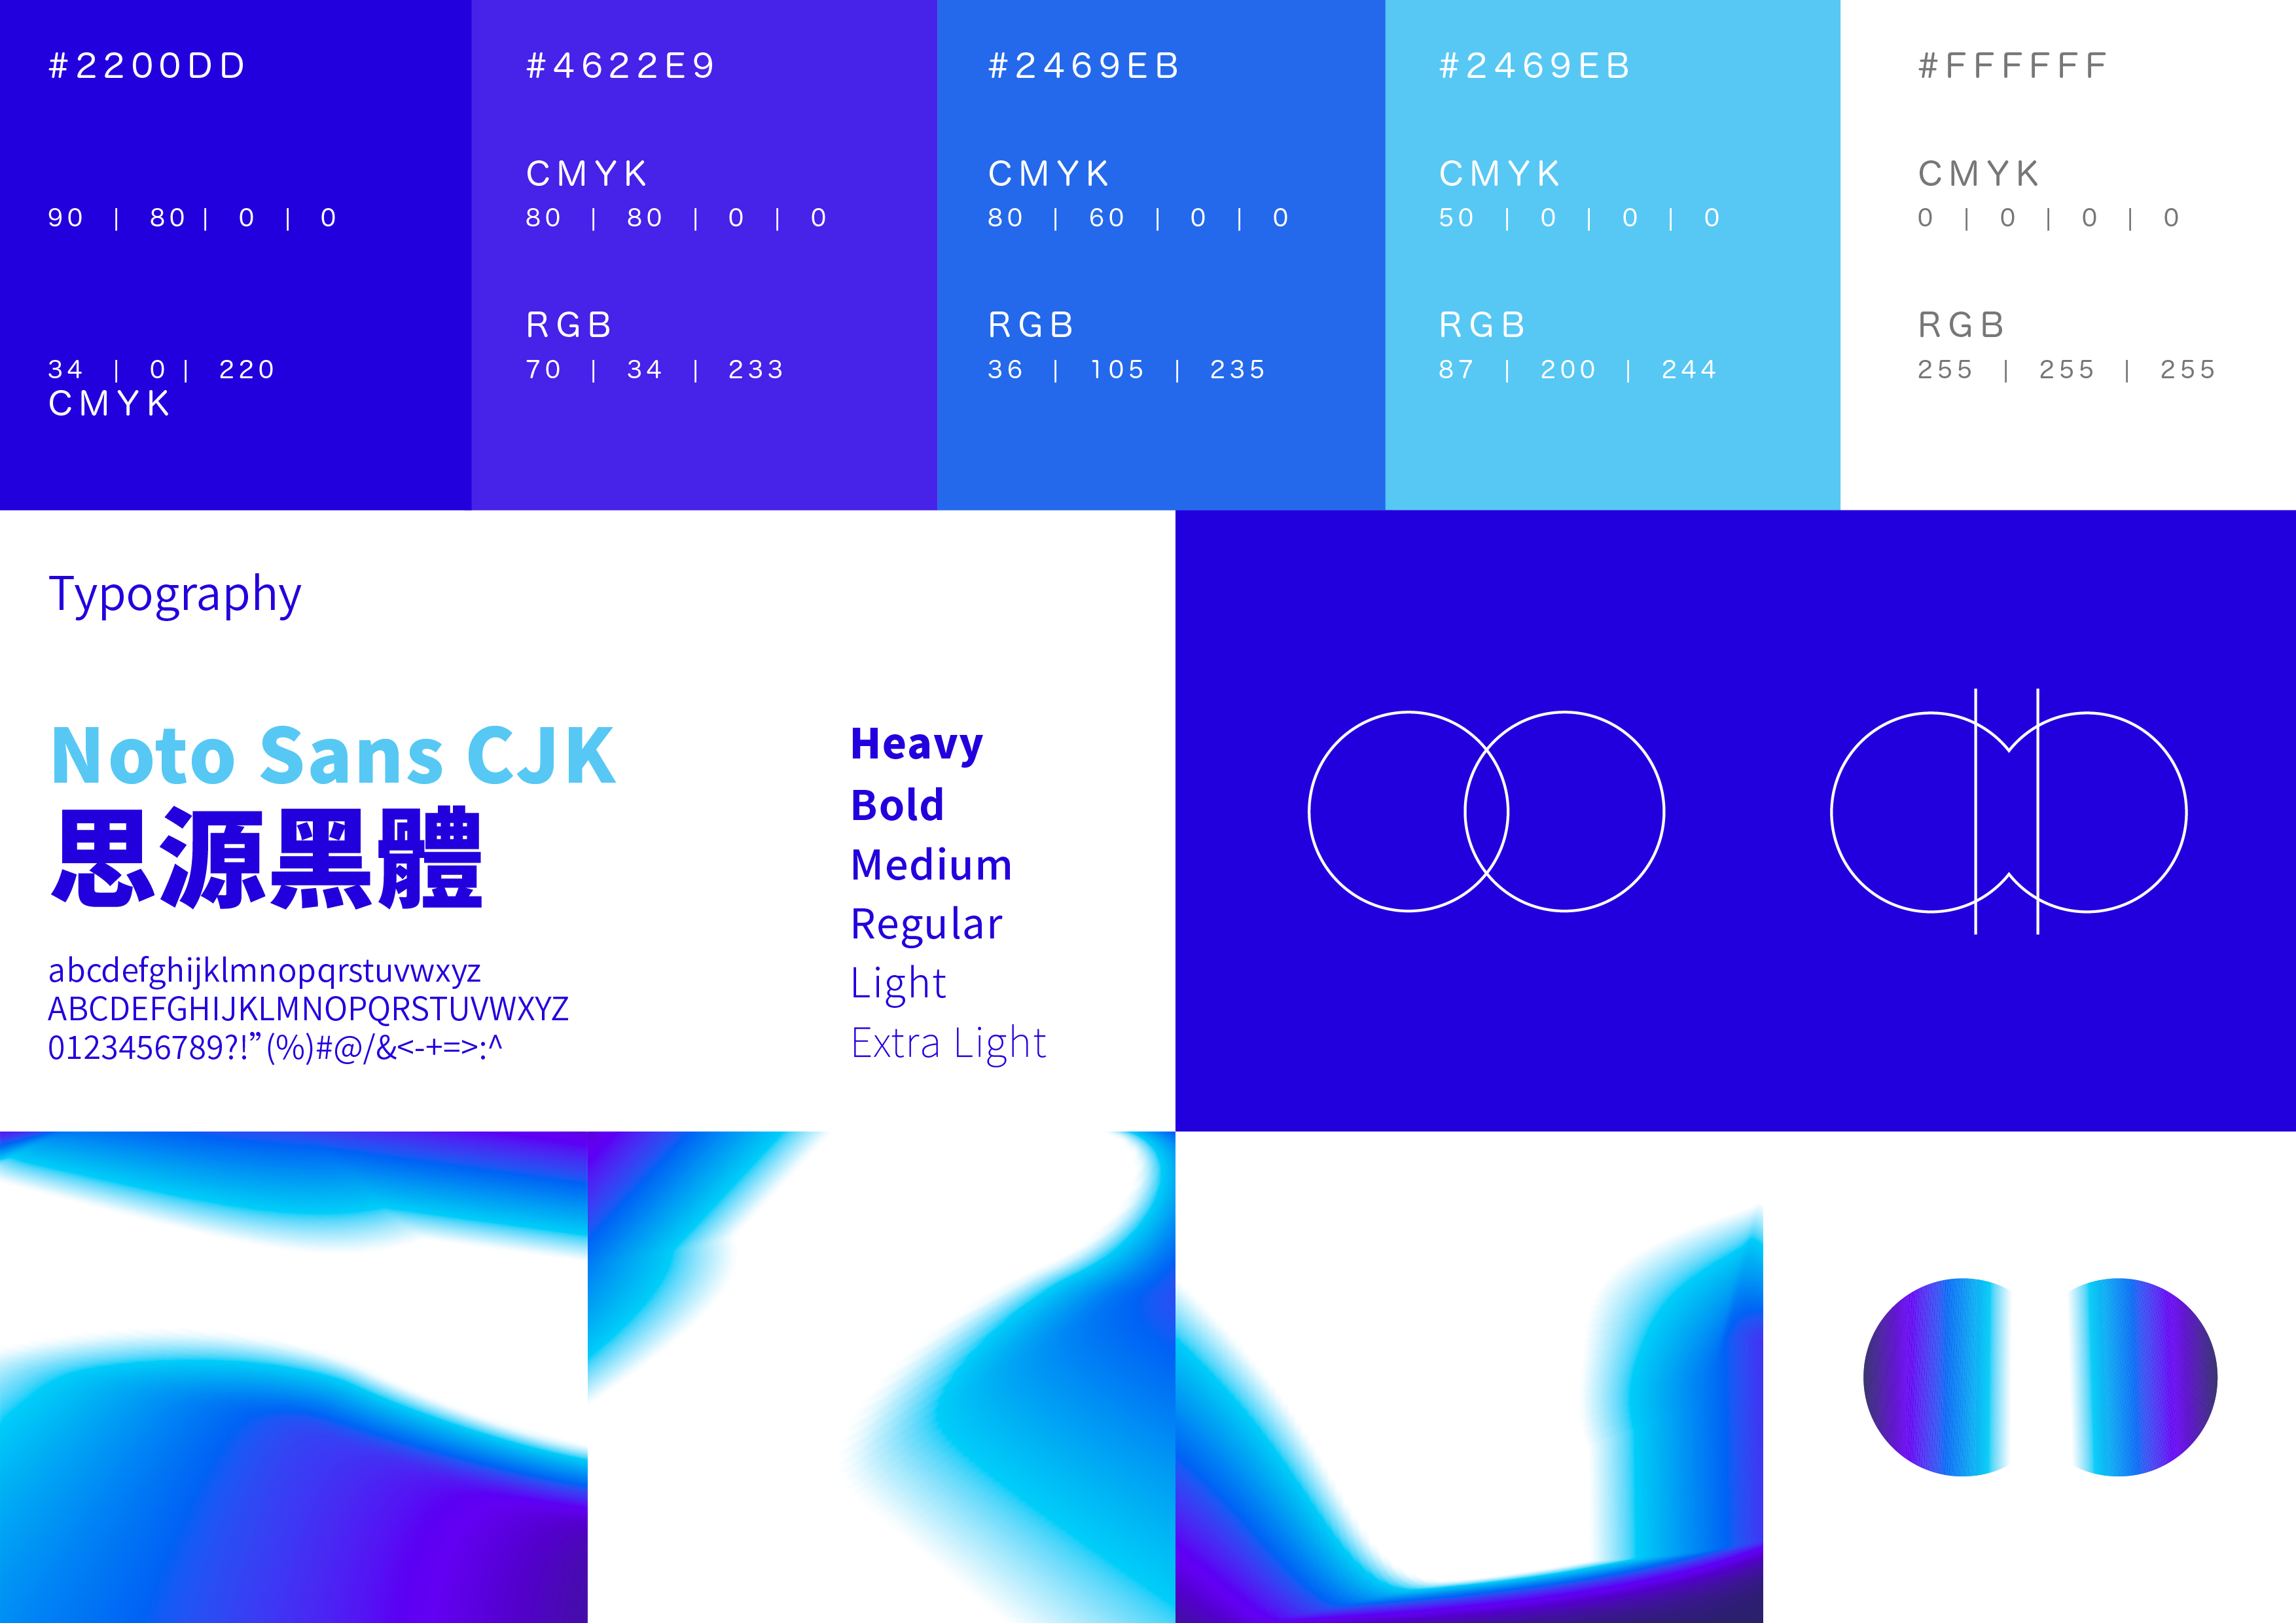 #2200DD
90 | 80 | 0 | 0
34 | 0 | 220
CMYK
#4622E9
CMYK
80 | 80 | 0 | 0
RGB
70 | 34 | 233
#2469EB
CMYK
80 | 60 | 0 | 0
RGB
36 | 105 | 235
#2469EB
CMYK
50 | 0 | 0 | 0
RGB
87 | 200 | 244
#FFFFFF
CMYK
0 | 0 | 0 | 0
RGB
255 | 255 | 255
Typography
Noto Sans CJK
思源黑體
abcdefghijklmnopqrstuvwxyz
ABCDEFGHIJKLMNOPQRSTUVWXYZ
0123456789?!”(%)#@/&<-+=>:^
Heavy
Bold
Medium
Regular
Light
Extra Light